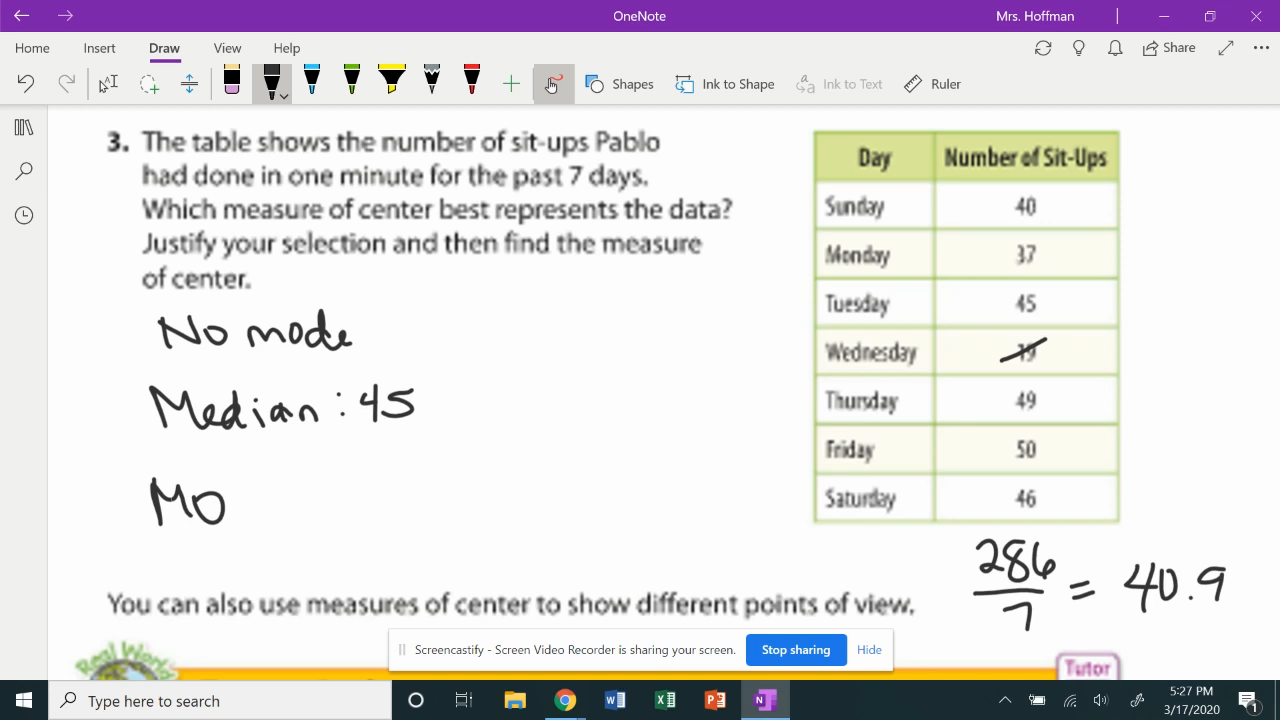 OneNote
Mrs. Hoffman
Home Insert Draw View Help
Share
Shapes
Ink to Shape
Ink to Text
Ruler
3. The table shows the number of sit-ups Pablo
had done in one minute for the past 7 days.
Which measure of center best represents the data?
Justify your selection and then find the measure
of center.
Day Number of Sit-Ups
Sunday 40
Monday 37
Tuesday 45
Wednesday 19
Thursday 49
Friday 50
Saturday 46
No mode
Median: 45
MO
286
7
= 40.9
You can also use measures of center to show different points of view.
Screencastify - Screen Video Recorder is sharing your screen.
Stop sharing
Hide
Real World
Tutor
Type here to search
5:27 PM
3/17/2020
1